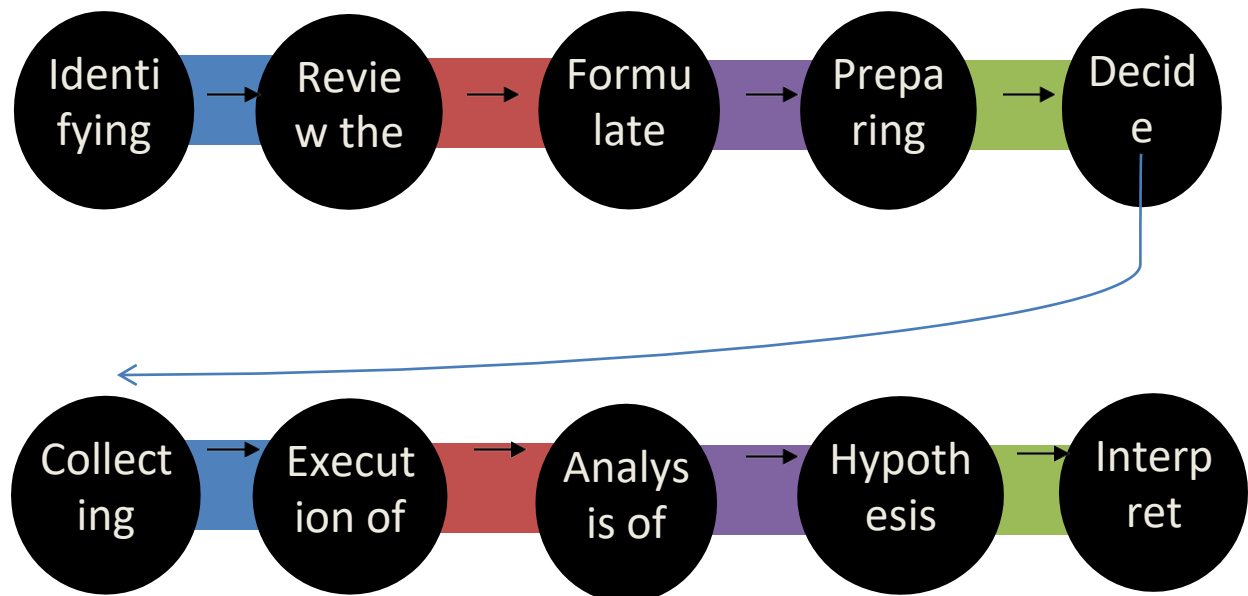 Identi
fying
Revie
w the
Formu
late
Prepa
ring
Decid
e
Collect
ing
Execut
ion of
Analys
is of
Hypoth
esis
Interp
ret